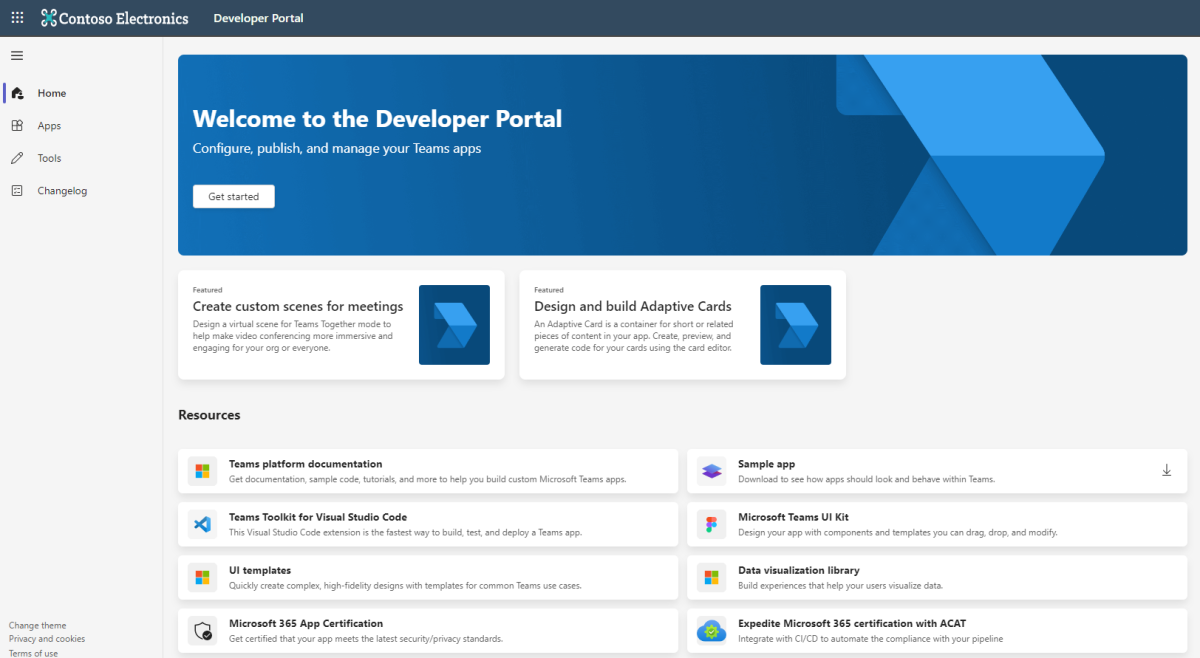 Contoso Electronics
Developer Portal
Home
Apps
Tools
Changelog
Change theme
Privacy and cookies
Terms of use
Welcome to the Developer Portal
Configure, publish, and manage your Teams apps
Get started
Featured
Create custom scenes for meetings
Design a virtual scene for Teams Together mode to
help make video conferencing more immersive and
engaging for your org or everyone.
Featured
Design and build Adaptive Cards
An Adaptive Card is a container for short or related
pieces of content in your app. Create, preview, and
generate code for your cards using the card editor.
Resources
Teams platform documentation
Get documentation, sample code, tutorials, and more to help you build custom Microsoft Teams apps.
Sample app
Download to see how apps should look and behave within Teams.
Teams Toolkit for Visual Studio Code
This Visual Studio Code extension is the fastest way to build, test, and deploy a Teams app.
Microsoft Teams UI Kit
Design your app with components and templates you can drag, drop, and modify.
UI templates
Quickly create complex, high-fidelity designs with templates for common Teams use cases.
Data visualization library
Build experiences that help your users visualize data.
Microsoft 365 App Certification
Get certified that your app meets the latest security/privacy standards.
Expedite Microsoft 365 certification with ACAT
Integrate with CI/CD to automate the compliance with your pipeline